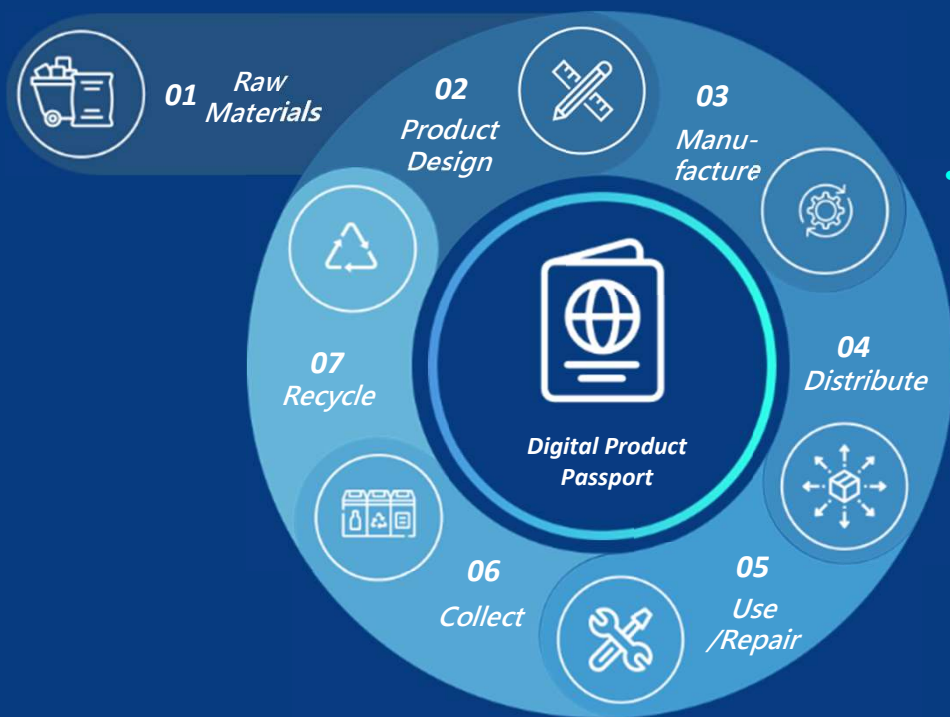 01
Raw
Materials
02
Product
Design
03
Manu-
facture
04
Distribute
05
Use
/Repair
06
Collect
07
Recycle
Digital Product
Passport